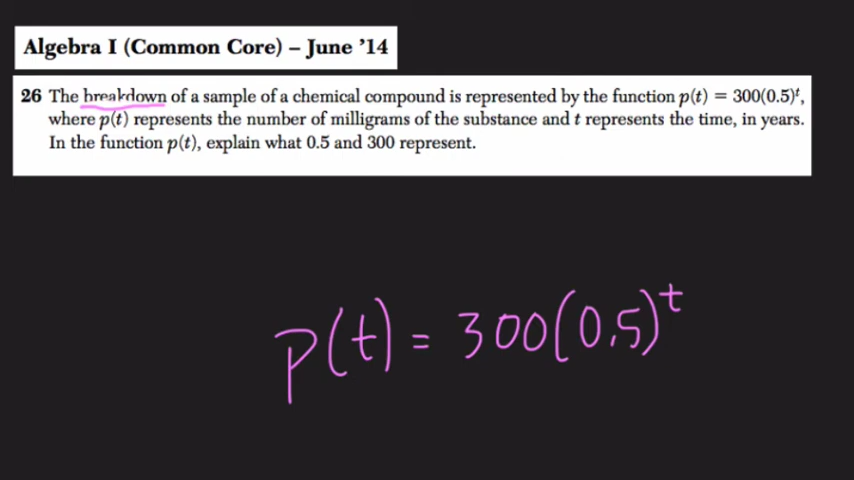 Algebra I (Common Core) – June ’14
26 The breakdown of a sample of a chemical compound is represented by the function p(t) = 300(0.5)ᵗ,
where p(t) represents the number of milligrams of the substance and t represents the time, in years.
In the function p(t), explain what 0.5 and 300 represent.
p(t) = 300(0.5)ᵗ